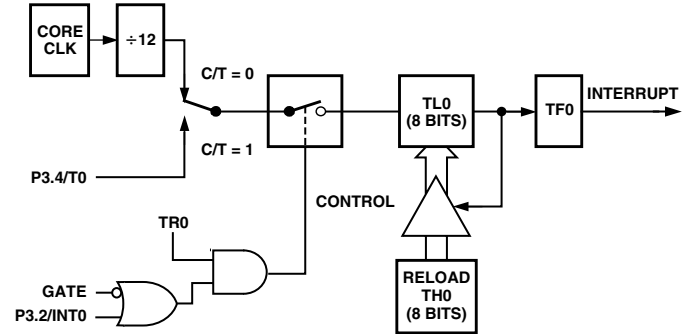 CORE
CLK
÷12
C/T = 0
C/T = 1
P3.4/T0
TL0
(8 BITS)
TF0
INTERRUPT
CONTROL
TR0
GATE
P3.2/INT0
RELOAD
TH0
(8 BITS)